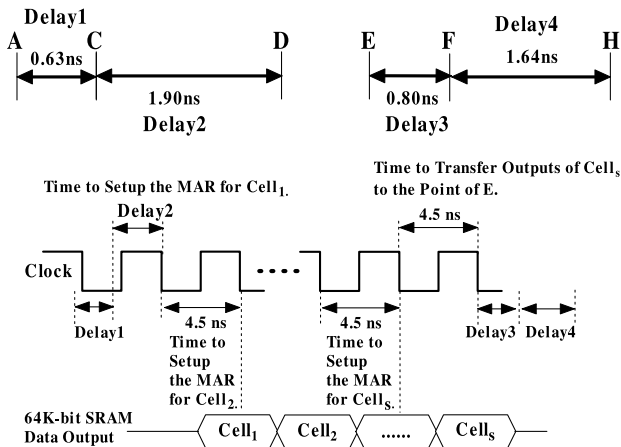 Delay1
A C D E F Delay4 H
0.63ns 1.64ns
1.90ns 0.80ns
Delay2 Delay3
Time to Transfer Outputs of Cells
to the Point of E.
Time to Setup the MAR for Cell1.
Delay2
4.5 ns
Clock
Delay1
4.5 ns
Time to
Setup
the MAR
for Cell2.
4.5 ns
Time to
Setup
the MAR
for CellS.
Delay3 Delay4
64K-bit SRAM
Data Output
Cell1 Cell2 ...... Cells